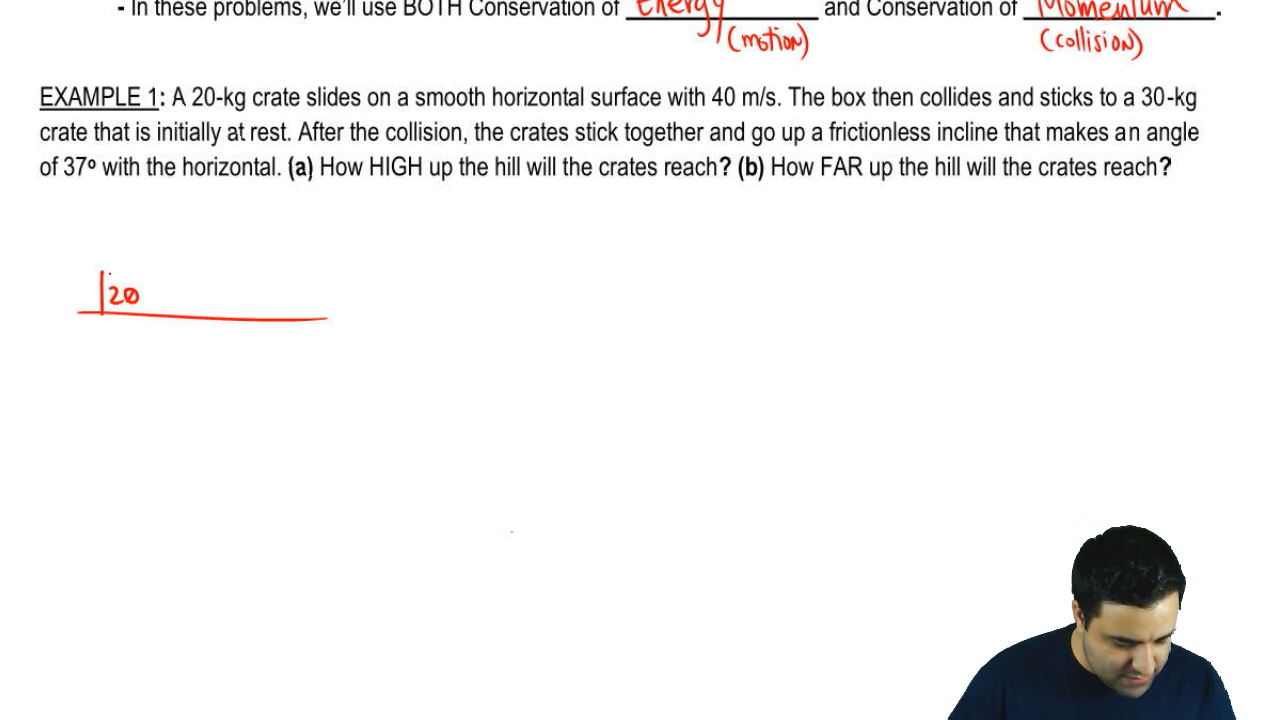 - In these problems, we'll use BOTH Conservation of Energy and Conservation of Momentum.
(motion) (collision)
EXAMPLE 1: A 20-kg crate slides on a smooth horizontal surface with 40 m/s. The box then collides and sticks to a 30-kg
crate that is initially at rest. After the collision, the crates stick together and go up a frictionless incline that makes an angle
of 37º with the horizontal. (a) How HIGH up the hill will the crates reach? (b) How FAR up the hill will the crates reach?
20